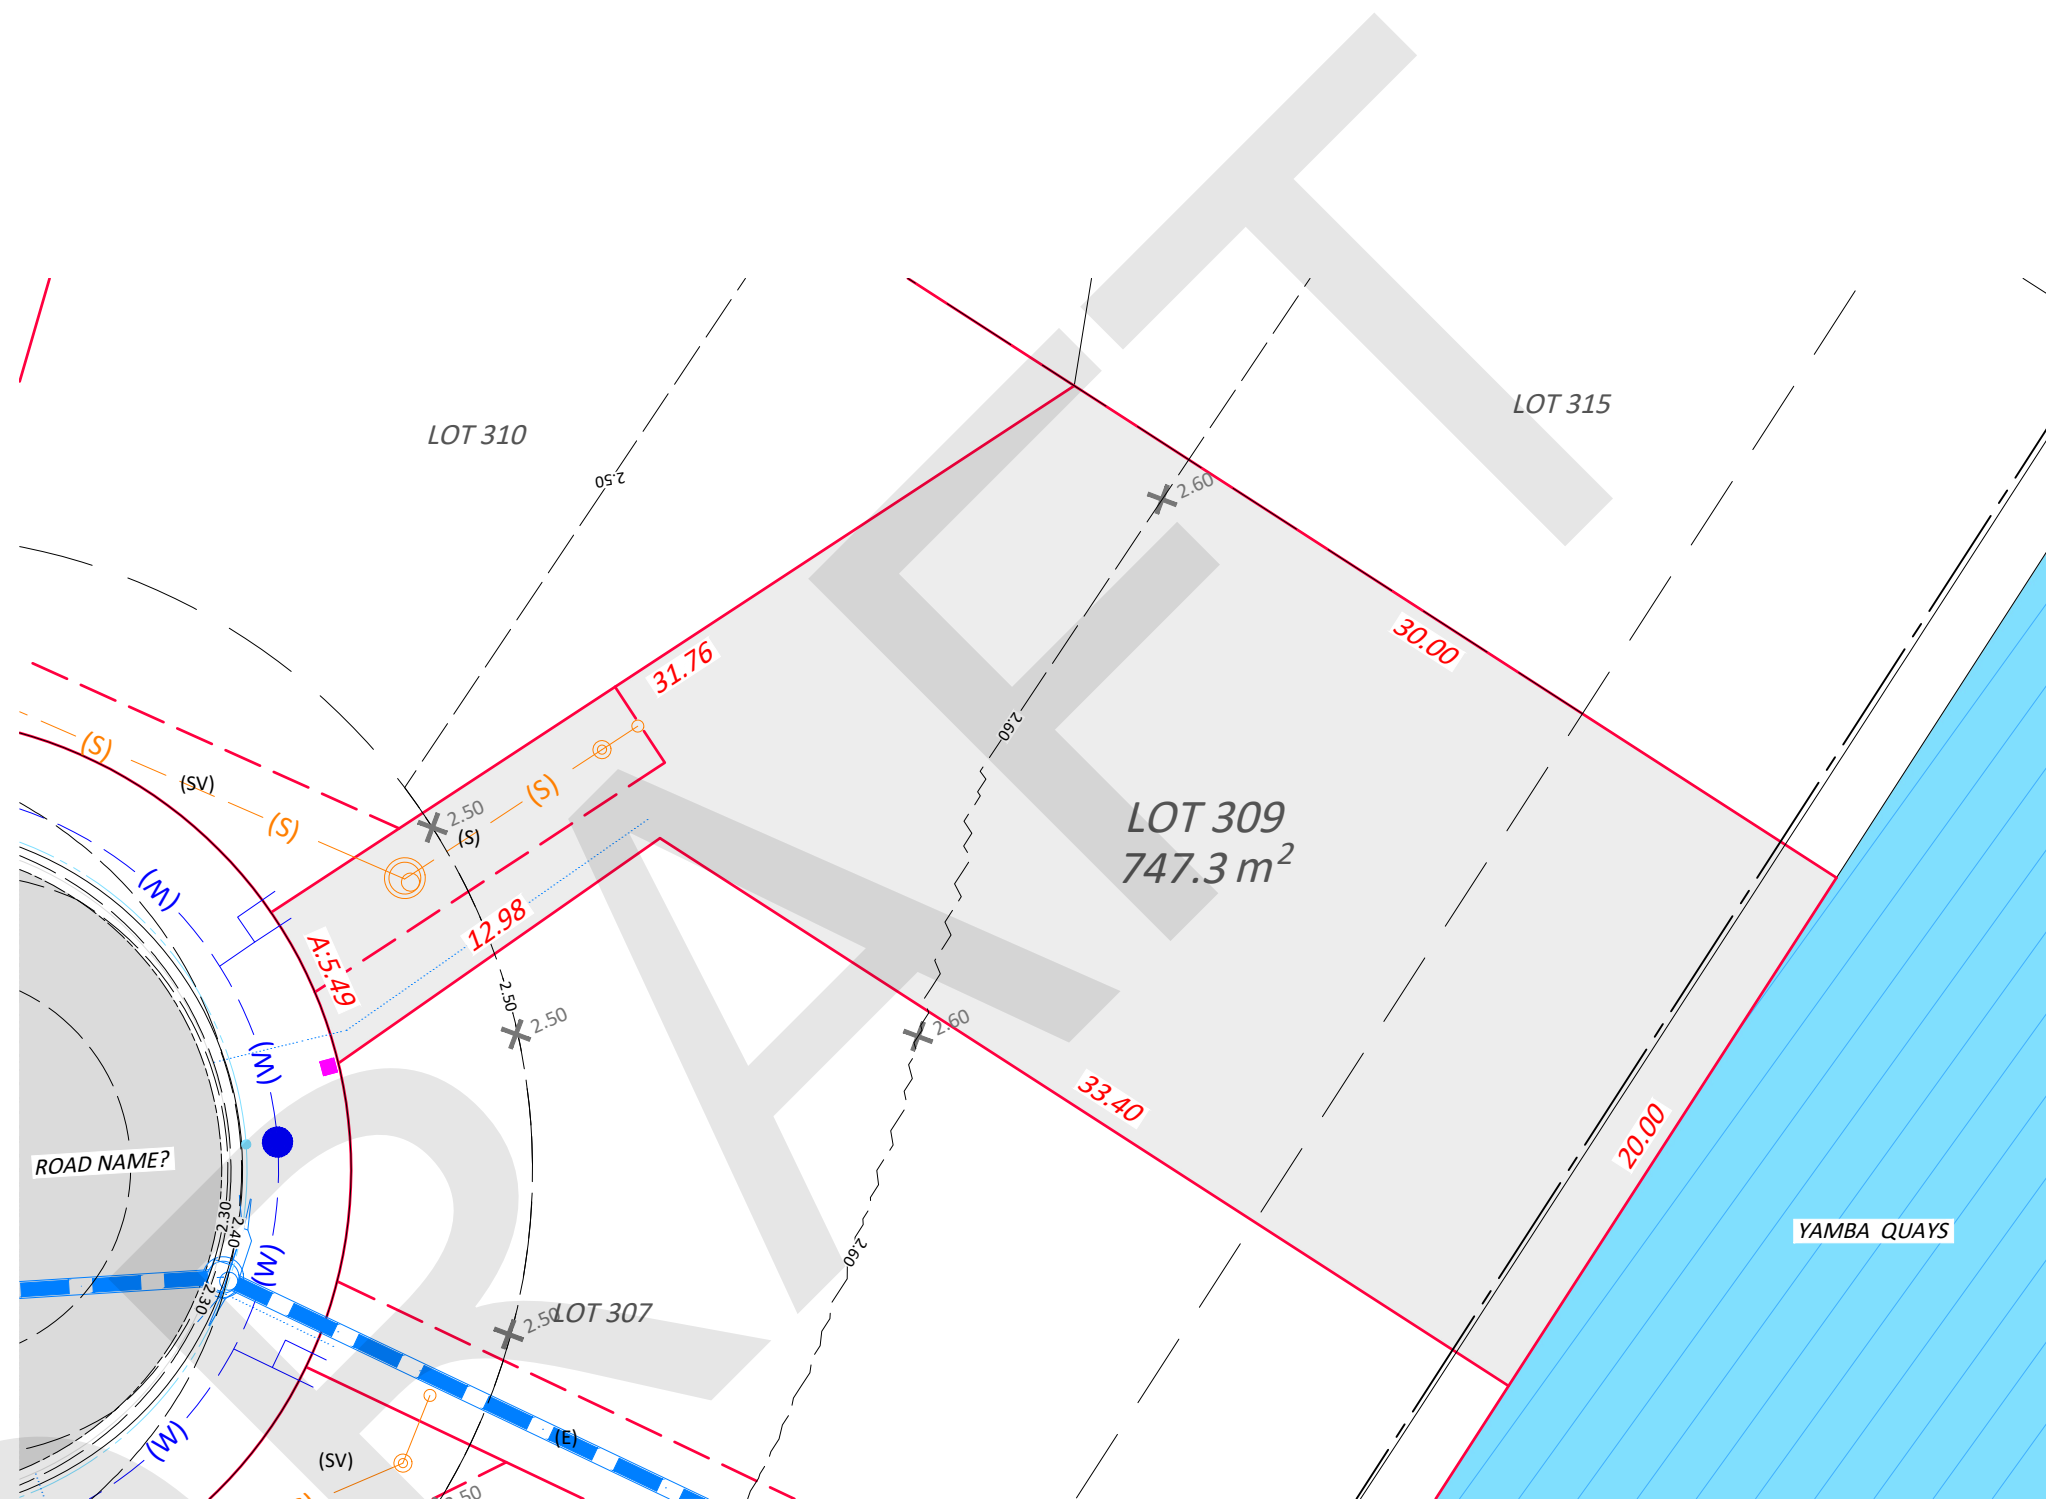 LOT 315
LOT 310
2.50
2.60
30.00
31.76
2.60
(S)
(SV)
(S)
(S)
2.50
(S)
LOT 309
747.3 m²
(W)
12.98
A:5.49
2.50
2.50
2.60
(W)
33.40
20.00
ROAD NAME?
2.30
2.40
YAMBA QUAYS
2.60
(W)
2.30
LOT 307
2.50
(W)
(E)
(SV)
2.50
DRAFT